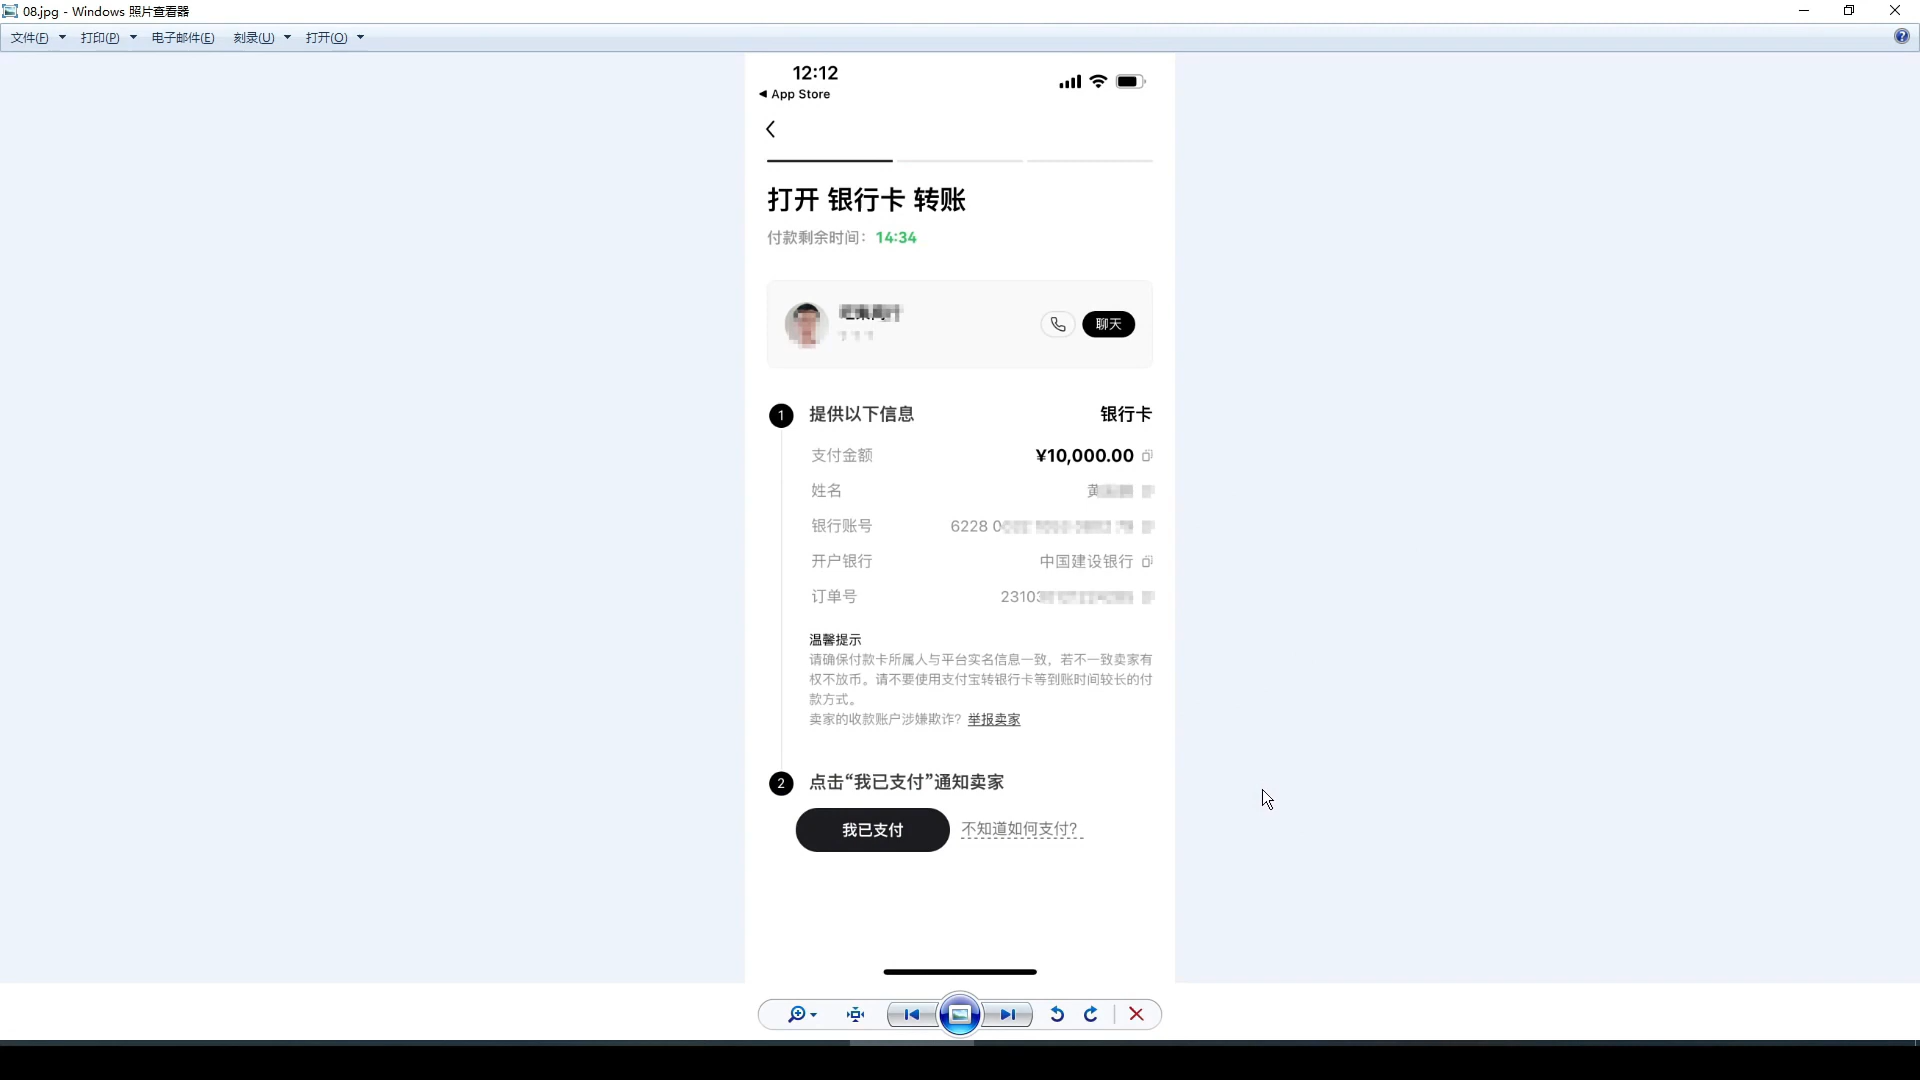 08.jpg - Windows 照片查看器
文件(F) 打印(P) 电子邮件(E) 刻录(U) 打开(O)
12:12
App Store
打开 银行卡 转账
付款剩余时间: 14:34
聊天
1 提供以下信息 银行卡
支付金额 ¥10,000.00
姓名 黄
银行账号 6228 0
开户银行 中国建设银行
订单号 2310
温馨提示
请确保付款卡所属人与平台实名信息一致，若不一致卖家有
权不放币。请不要使用支付宝转银行卡等到账时间较长的付
款方式。
卖家的收款账户涉嫌欺诈？举报卖家
2 点击“我已支付”通知卖家
我已支付 不知道如何支付？